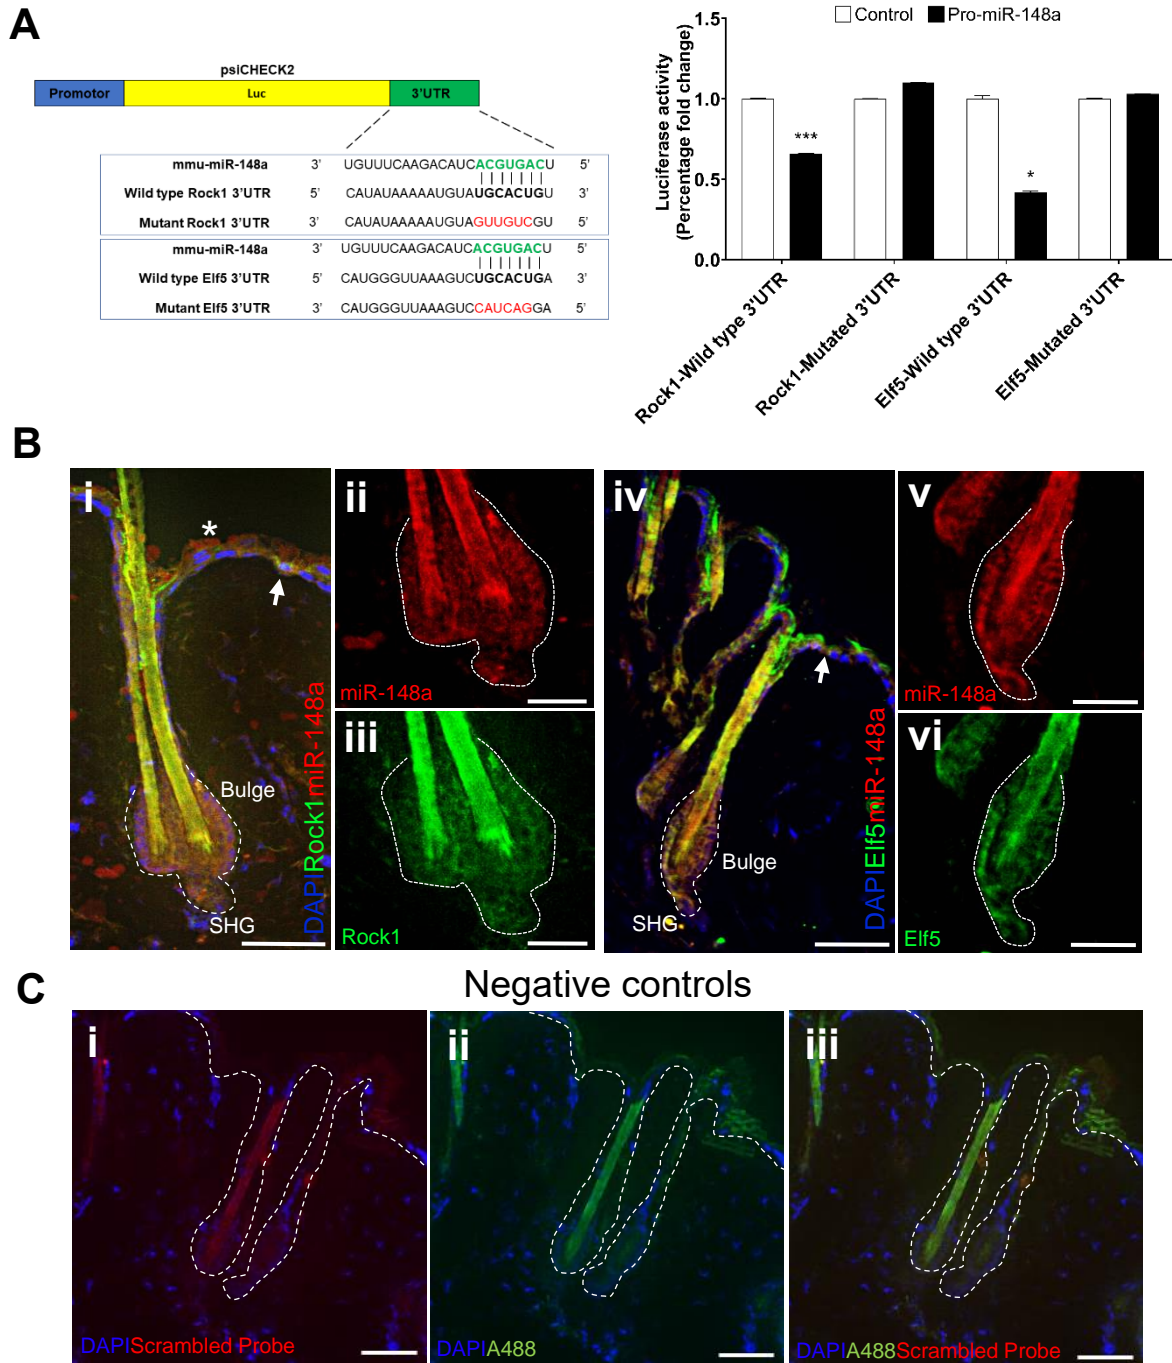 A
psiCHECK2
Promotor Luc 3'UTR
mmu-miR-148a 3' UGUUUCAAGACAUCACGUGACU 5'
Wild type Rock1 3'UTR 5' CAUAUAAAAAUGUAUGCACUGU 3'
Mutant Rock1 3'UTR 3' CAUAUAAAAAUGUAGUUGUCGU 5'
mmu-miR-148a 3' UGUUUCAAGACAUCACGUGACU 5'
Wild type Elf5 3'UTR 5' CAUGGGUUAAAGUCUGCACUGA 3'
Mutant Elf5 3'UTR 3' CAUGGGUUAAAGUCCAUCAGGA 5'
Control Pro-miR-148a
Luciferase activity
(Percentage fold change)
1.5
1.0
0.5
0.0
***
*
Rock1-Wild type 3'UTR
Rock1-Mutated 3'UTR
Elf5-Wild type 3'UTR
Elf5-Mutated 3'UTR
B
i
*
Bulge
SHG
DAPIRock1miR-148a
ii
miR-148a
iii
Rock1
iv
Bulge
SHG
DAPIElf5miR-148a
v
miR-148a
vi
Elf5
C
Negative controls
i
DAPIScrambled Probe
ii
DAPIA488
iii
DAPIA488Scrambled Probe